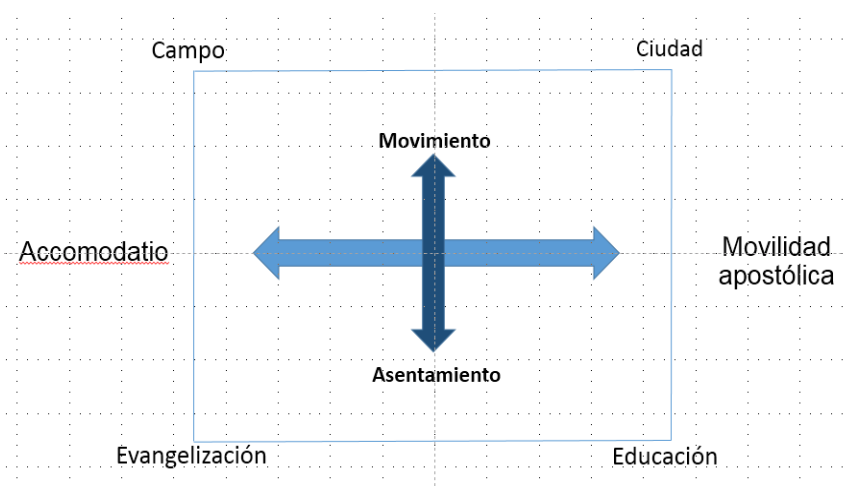 Campo
Ciudad
Movimiento
Accomodatio
Movilidad
apostólica
Asentamiento
Evangelización
Educación